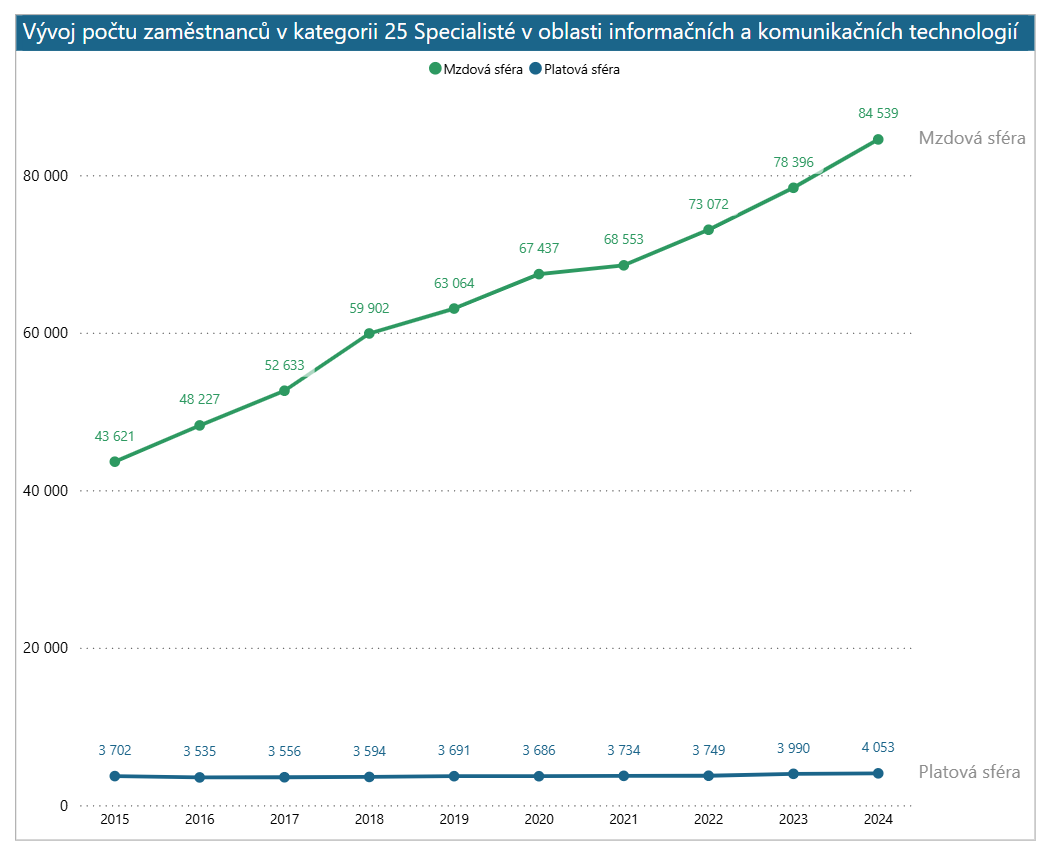 Vývoj počtu zaměstnanců v kategorii 25 Specialisté v oblasti informačních a komunikačních technologií
Mzdová sféra Platová sféra
84 539
Mzdová sféra
78 396
80 000
73 072
68 553
67 437
63 064
59 902
60 000
52 633
48 227
43 621
40 000
20 000
3 702 3 535 3 556 3 594 3 691 3 686 3 734 3 749 3 990 4 053
Platová sféra
0
2015 2016 2017 2018 2019 2020 2021 2022 2023 2024